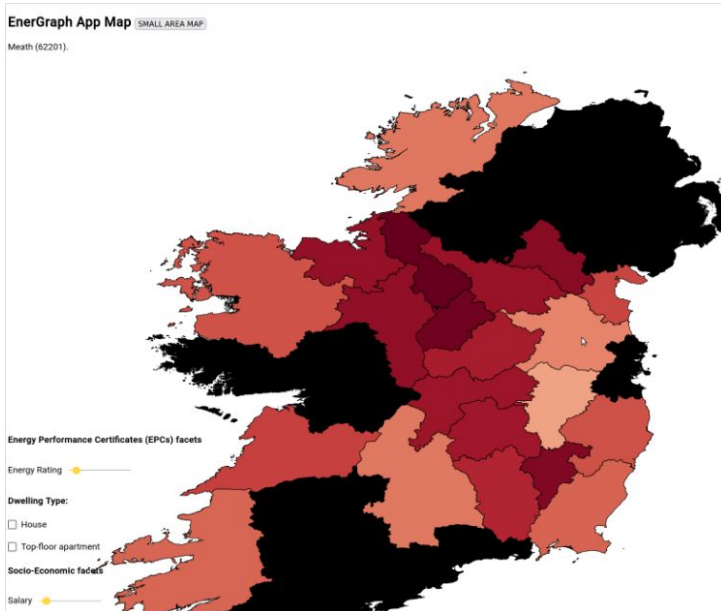 EnerGraph App Map SMALL AREA MAP
Meath (62201).
Energy Performance Certificates (EPCs) facets
Energy Rating
Dwelling Type:
House
Top-floor apartment
Socio-Economic facets
Salary